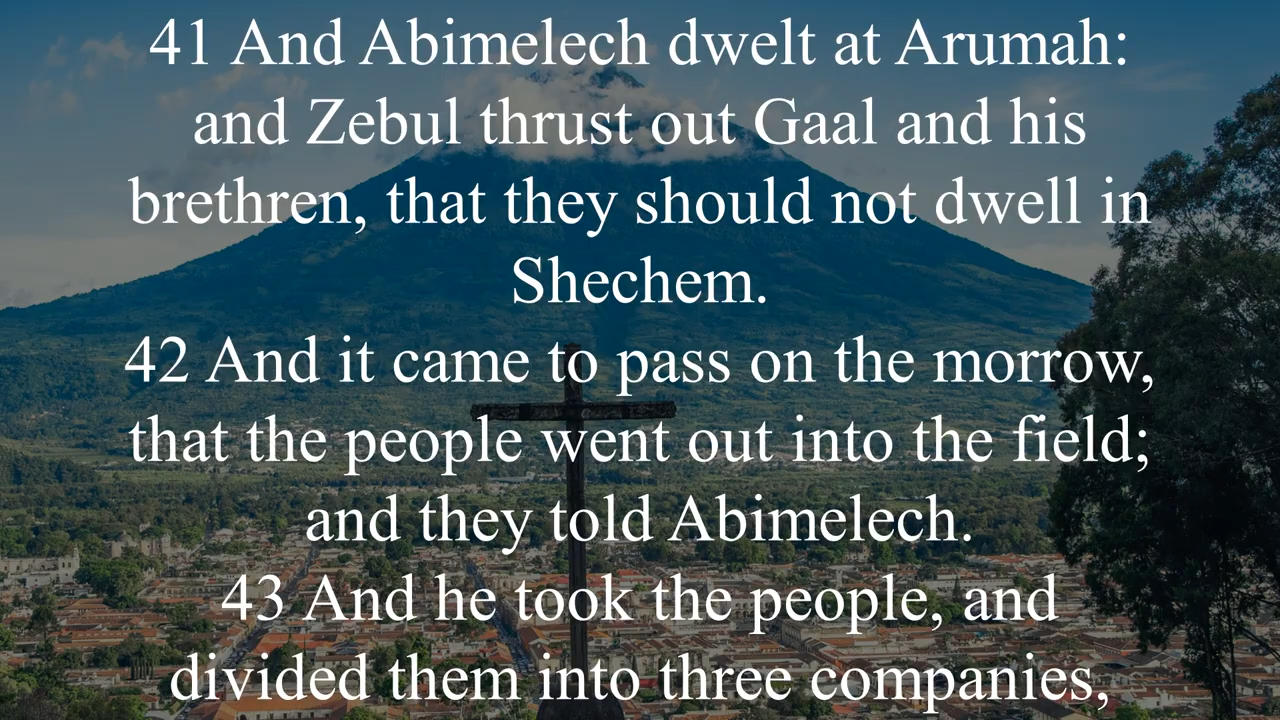 41 And Abimelech dwelt at Arumah:
and Zebul thrust out Gaal and his
brethren, that they should not dwell in
Shechem.
42 And it came to pass on the morrow,
that the people went out into the field;
and they told Abimelech.
43 And he took the people, and
divided them into three companies,